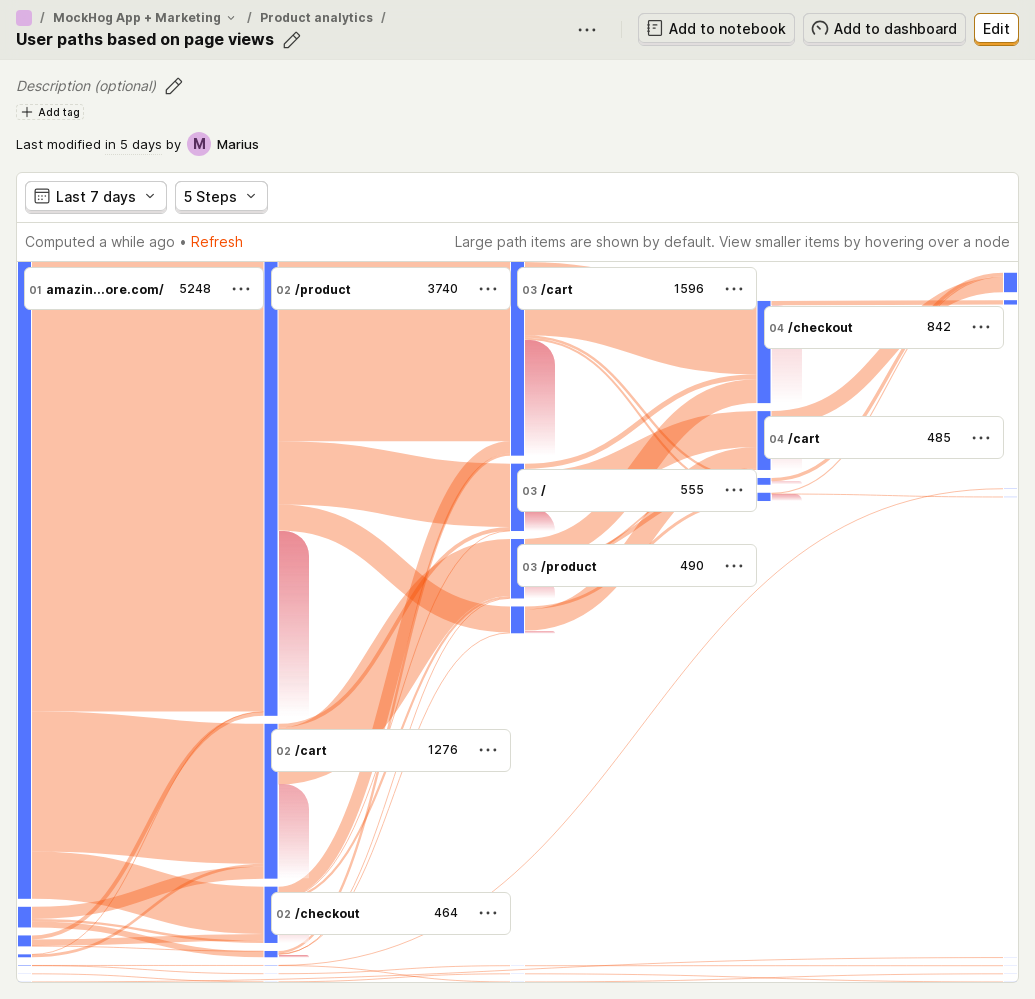 / MockHog App + Marketing / Product analytics /
User paths based on page views
Add to notebook
Add to dashboard
Edit
Description (optional)
Add tag
Last modified in 5 days by M Marius
Last 7 days
5 Steps
Computed a while ago • Refresh
Large path items are shown by default. View smaller items by hovering over a node
01 amazin...ore.com/ 5248
02 /product 3740
03 /cart 1596
04 /checkout 842
04 /cart 485
03 / 555
03 /product 490
02 /cart 1276
02 /checkout 464